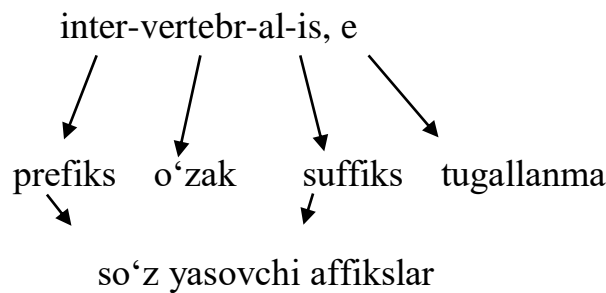 inter-vertebr-al-is, e
prefiks o‘zak suffiks tugallanma
so‘z yasovchi affikslar